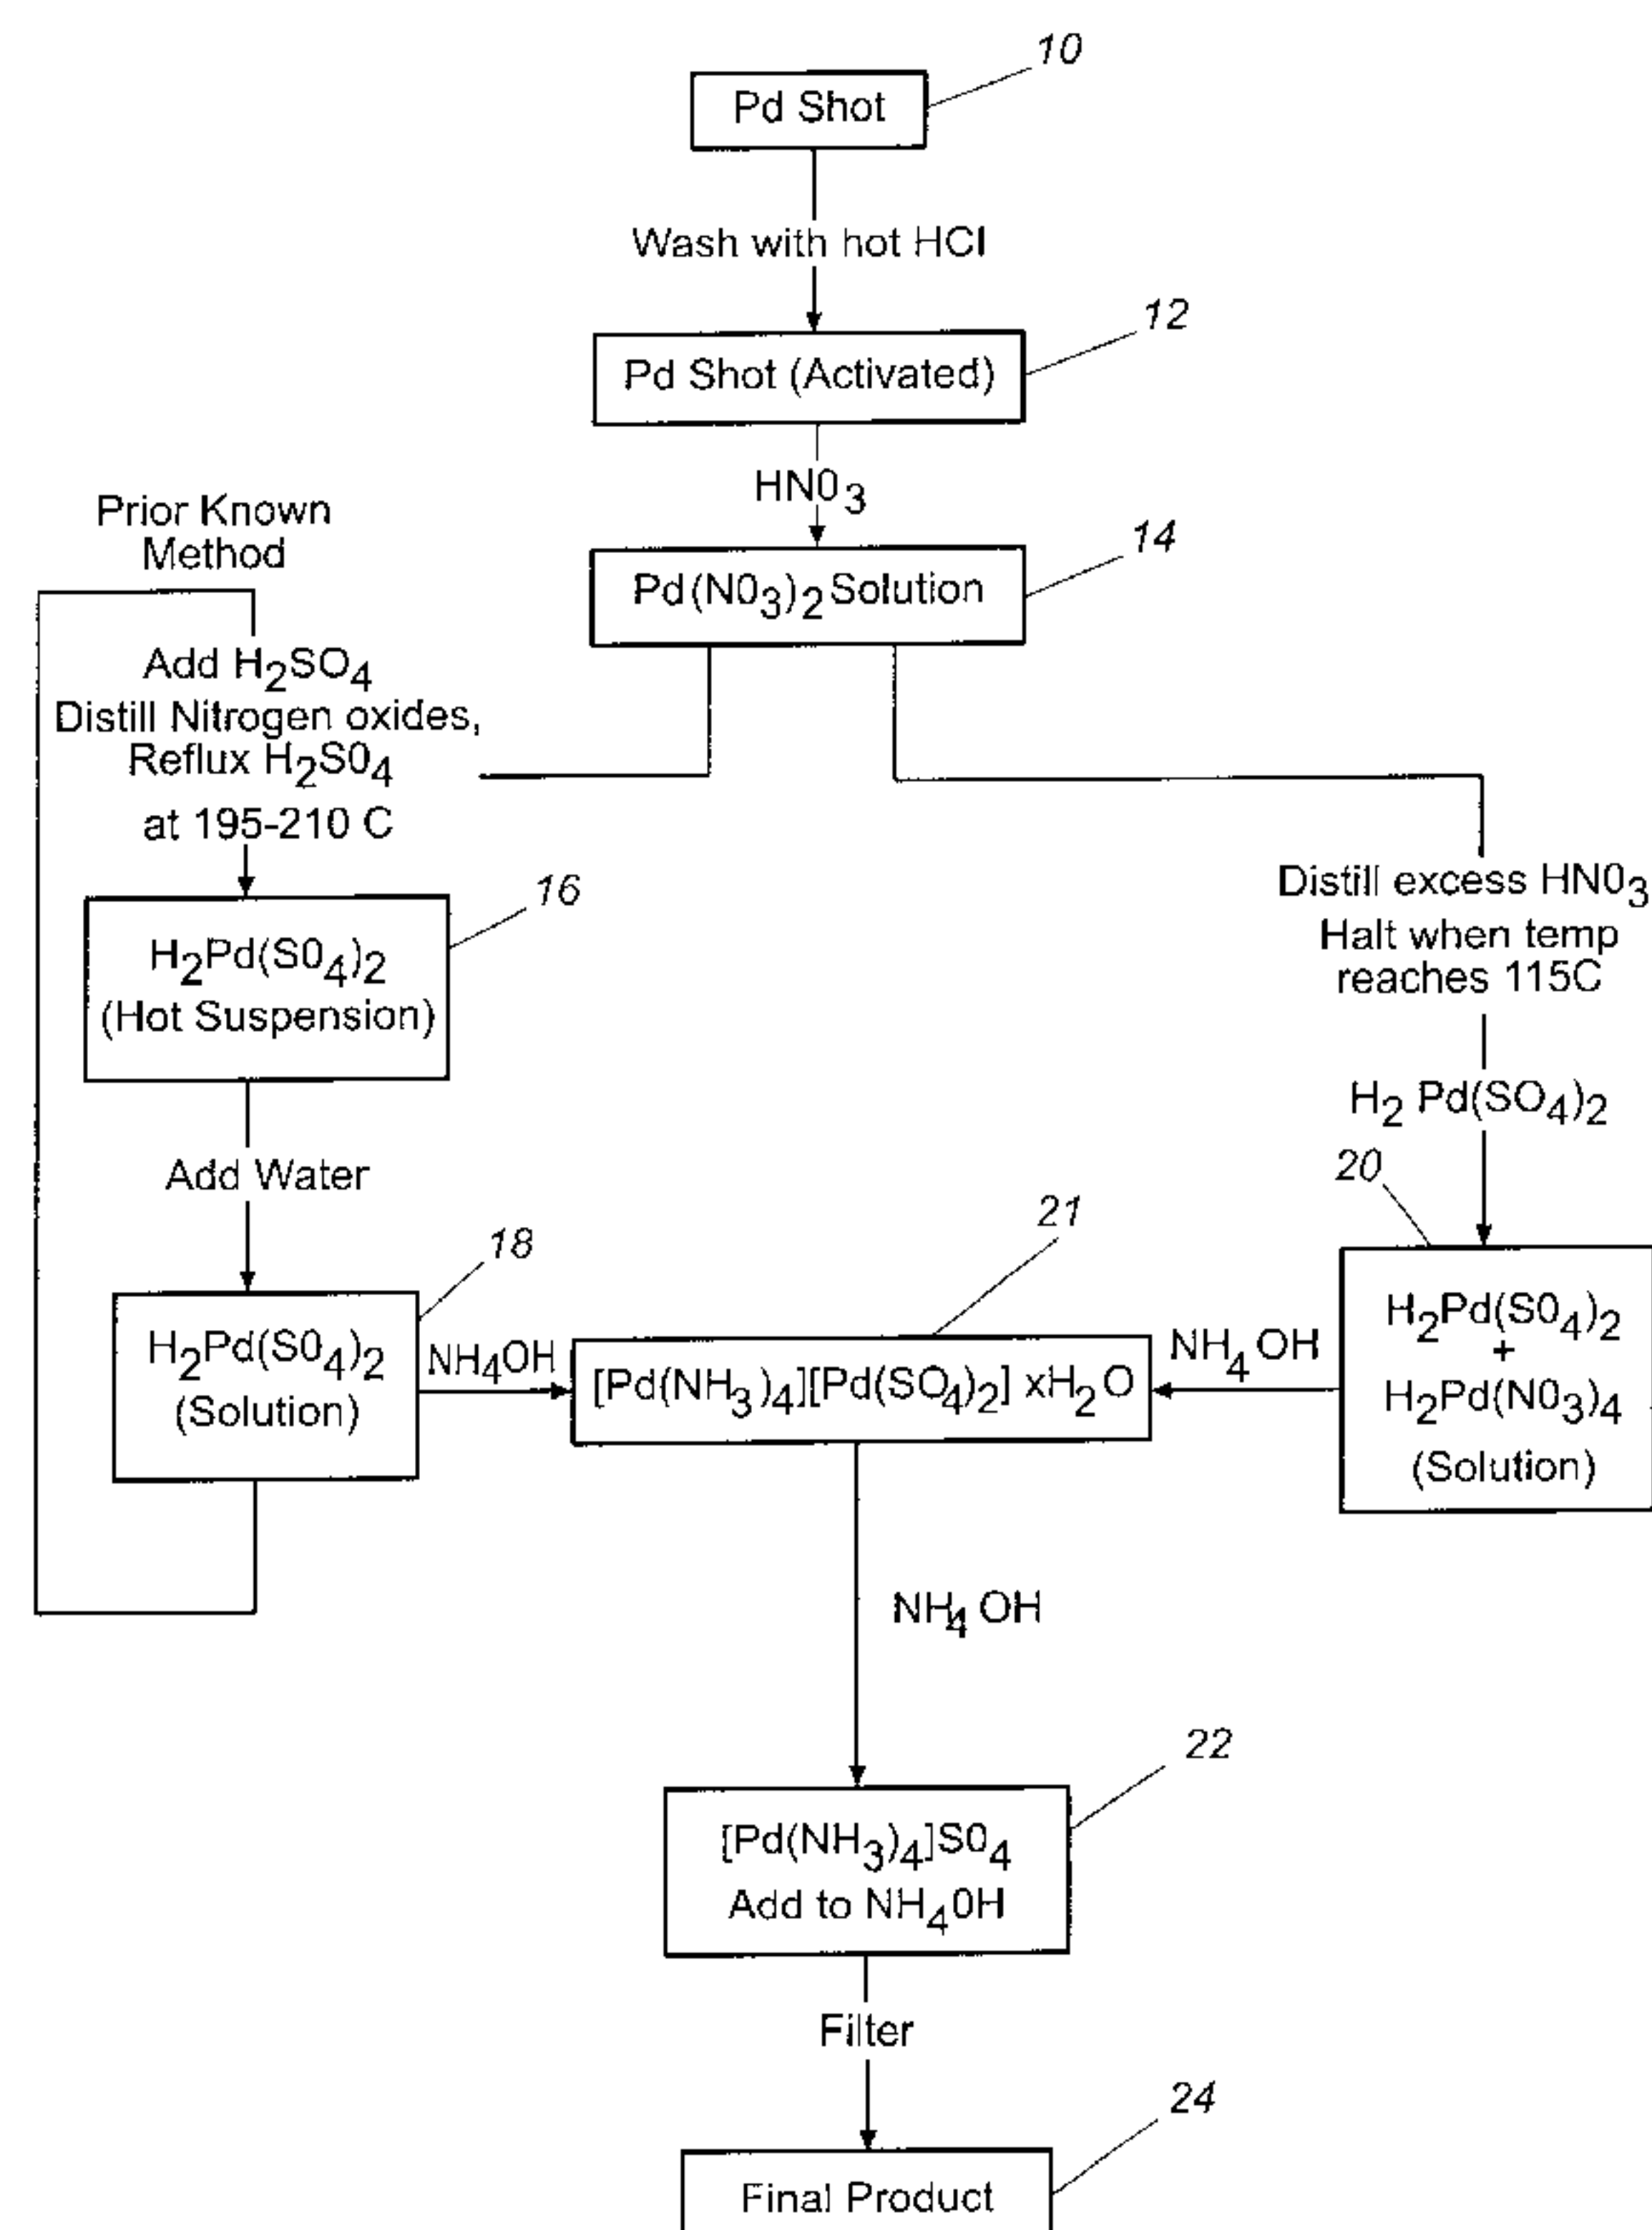 10
Pd Shot
Wash with hot HCl
12
Pd Shot (Activated)
HN0₃
14
Pd(N0₃)₂ Solution
Prior Known
Method
Add H₂SO₄
Distill Nitrogen oxides,
Reflux H₂S0₄
at 195-210 C
16
H₂Pd(S0₄)₂
(Hot Suspension)
Add Water
18
H₂Pd(S0₄)₂
(Solution)
NH₄OH
Distill excess HN0₃
Halt when temp
reaches 115C
H₂ Pd(SO₄)₂
20
H₂Pd(S0₄)₂
+
H₂Pd(N0₃)₄
(Solution)
NH₄ OH
21
[Pd(NH₃)₄][Pd(SO₄)₂] xH₂O
NH₄ OH
22
[Pd(NH₃)₄]S0₄
Add to NH₄0H
Filter
24
Final Product